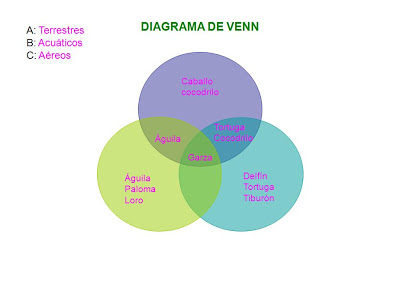 DIAGRAMA DE VENN
A: Terrestres
B: Acuáticos
C: Aéreos
Caballo
cocodrilo
Águila
Tortuga
Cocodrilo
Garza
Águila
Paloma
Loro
Delfín
Tortuga
Tiburón